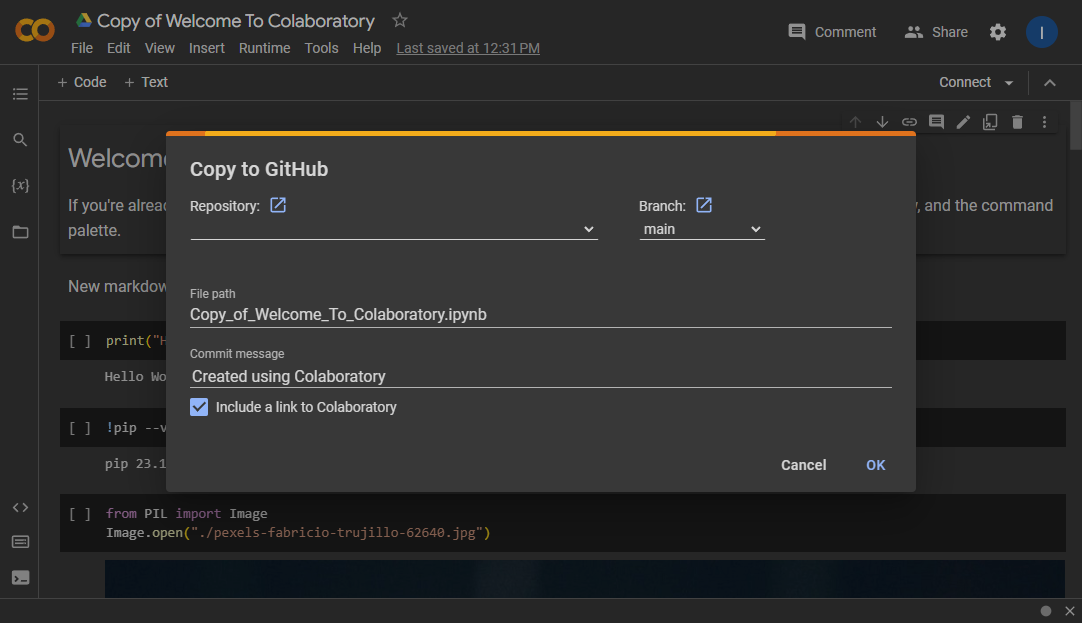 Copy of Welcome To Colaboratory
File Edit View Insert Runtime Tools Help Last saved at 12:31 PM
Comment Share I
+ Code + Text Connect
Welcome
If you're alrea , and the command
palette.
New markdow
[ ] print("H
Hello Wo
[ ] !pip --v
pip 23.1
[ ] from PIL import Image
Image.open("./pexels-fabricio-trujillo-62640.jpg")
{x}
Copy to GitHub
Repository: Branch:
main
File path
Copy_of_Welcome_To_Colaboratory.ipynb
Commit message
Created using Colaboratory
Include a link to Colaboratory
Cancel OK